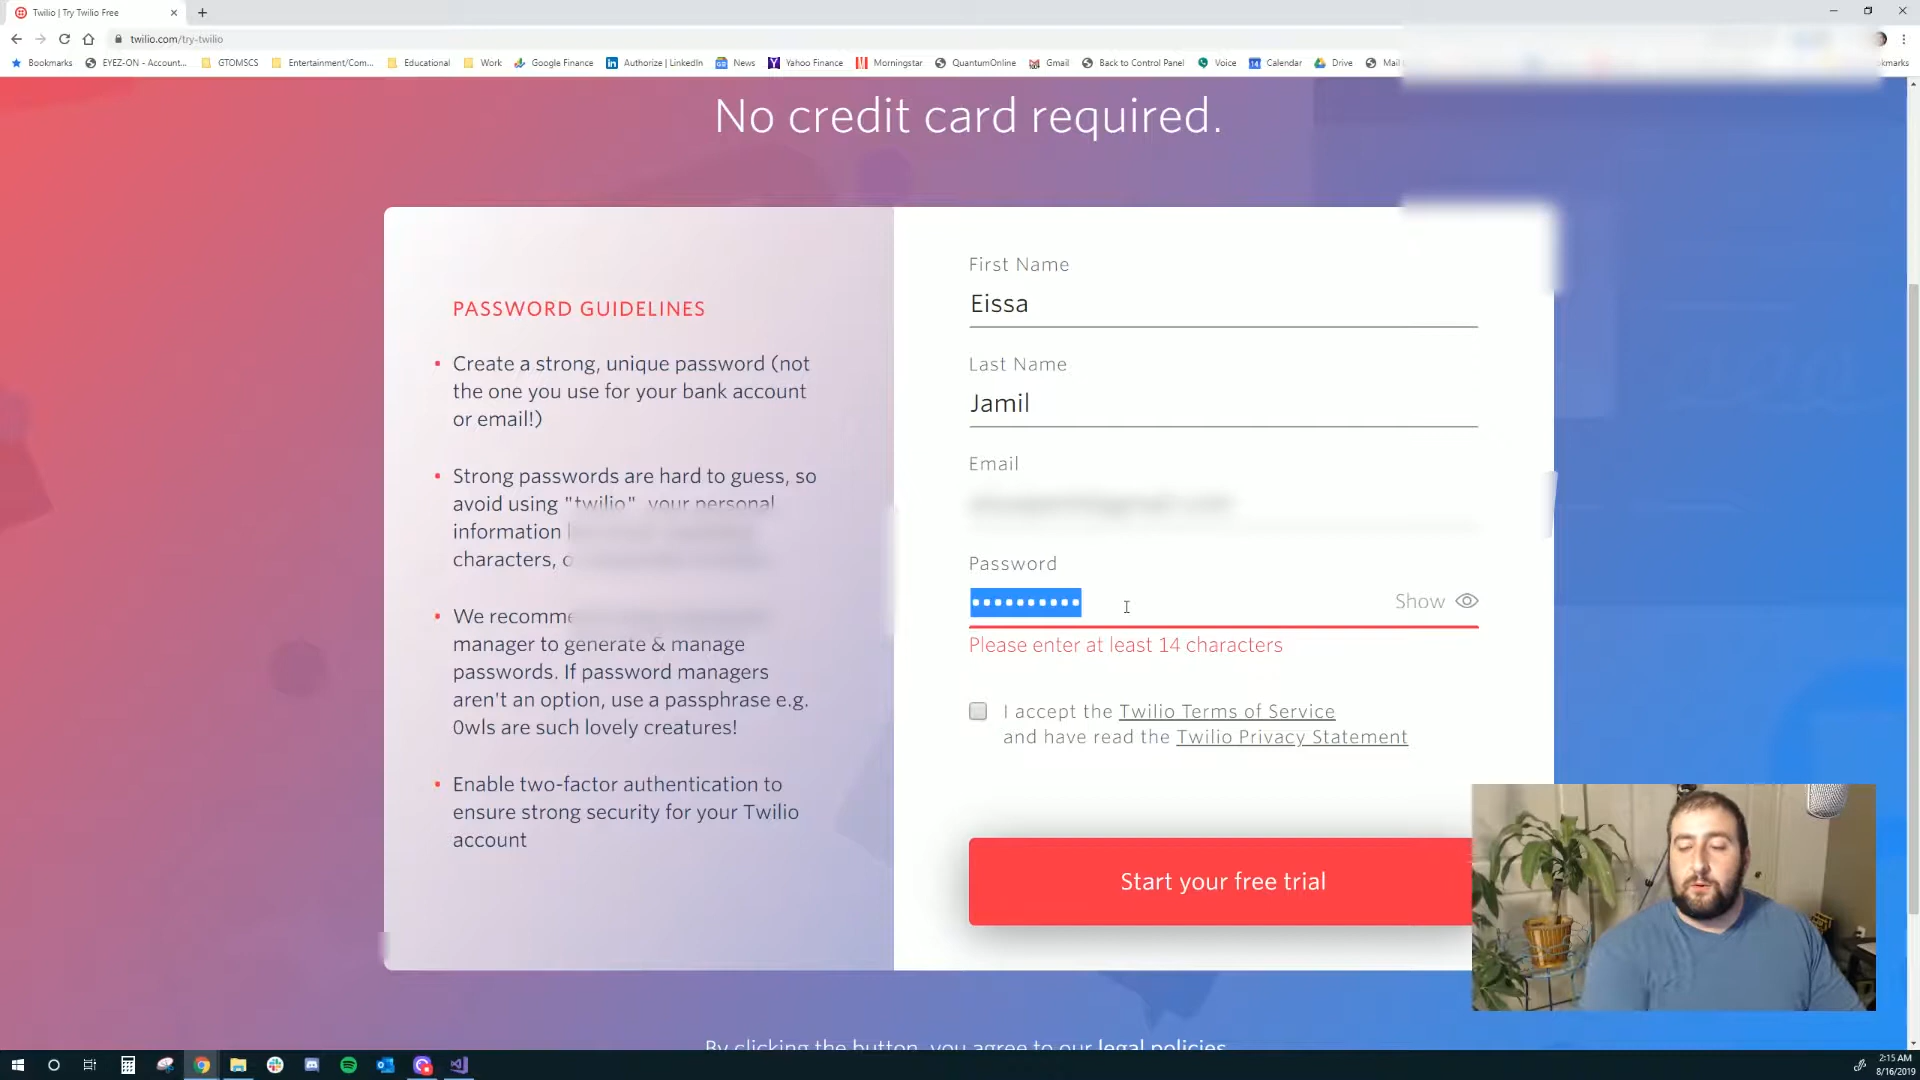 Twilio | Try Twilio Free
twilio.com/try-twilio
Bookmarks EYEZ-ON - Account... GTOMSCS Entertainment/Com... Educational Work Google Finance Authorize | LinkedIn News Yahoo Finance Morningstar QuantumOnline Gmail Back to Control Panel Voice Calendar Drive Mail kmarks
No credit card required.
PASSWORD GUIDELINES
Create a strong, unique password (not
the one you use for your bank account
or email!)
Strong passwords are hard to guess, so
avoid using "twilio", your personal
information
characters,
We recomme
manager to generate & manage
passwords. If password managers
aren't an option, use a passphrase e.g.
0wls are such lovely creatures!
Enable two-factor authentication to
ensure strong security for your Twilio
account
First Name
Eissa
Last Name
Jamil
Email
Password
Show
Please enter at least 14 characters
I accept the Twilio Terms of Service
and have read the Twilio Privacy Statement
Start your free trial
By clicking the button, you agree to our legal policies
2:15 AM
8/16/2019